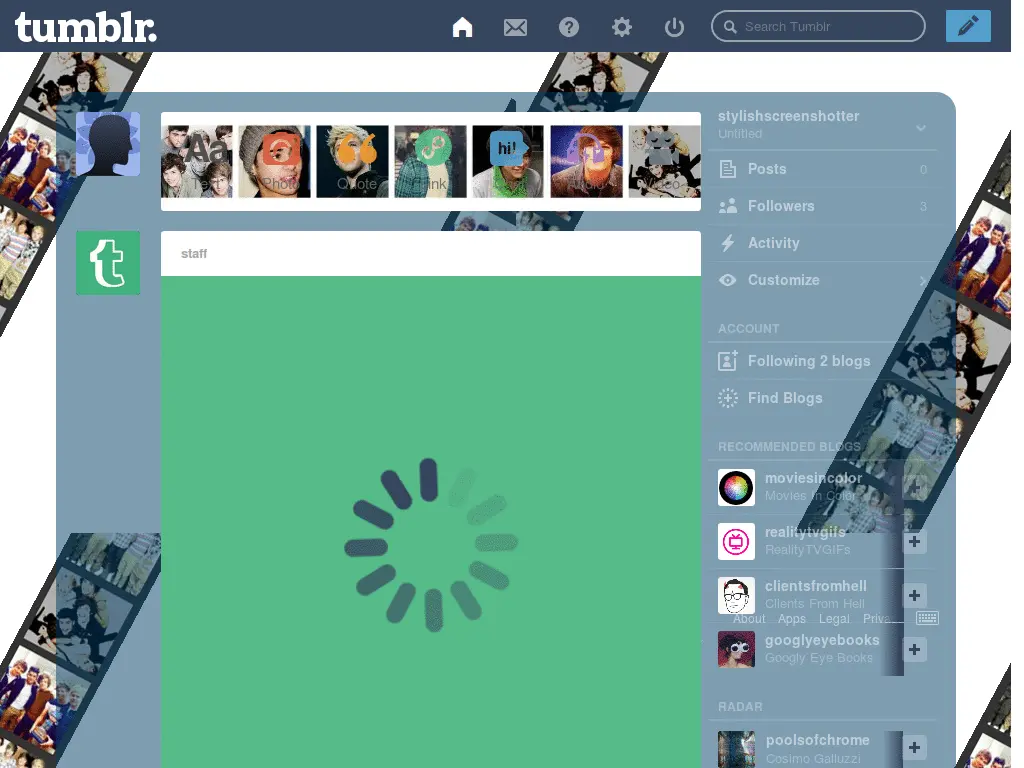 tumblr.
Search Tumblr
Aa
hi!
Text Photo Quote Link Audio Video
stylishscreenshotter
Untitled
Posts 0
Followers 3
Activity
Customize
staff
t
ACCOUNT
Following 2 blogs
Find Blogs
RECOMMENDED BLOGS
moviesincolor
Movies in Color
realitytvgifs
RealityTVGIFs
clientsfromhell
Clients From Hell
About Apps Legal
googlyeyebooks
Googly Eye Books
RADAR
poolsofchrome
Cosimo Galluzzi